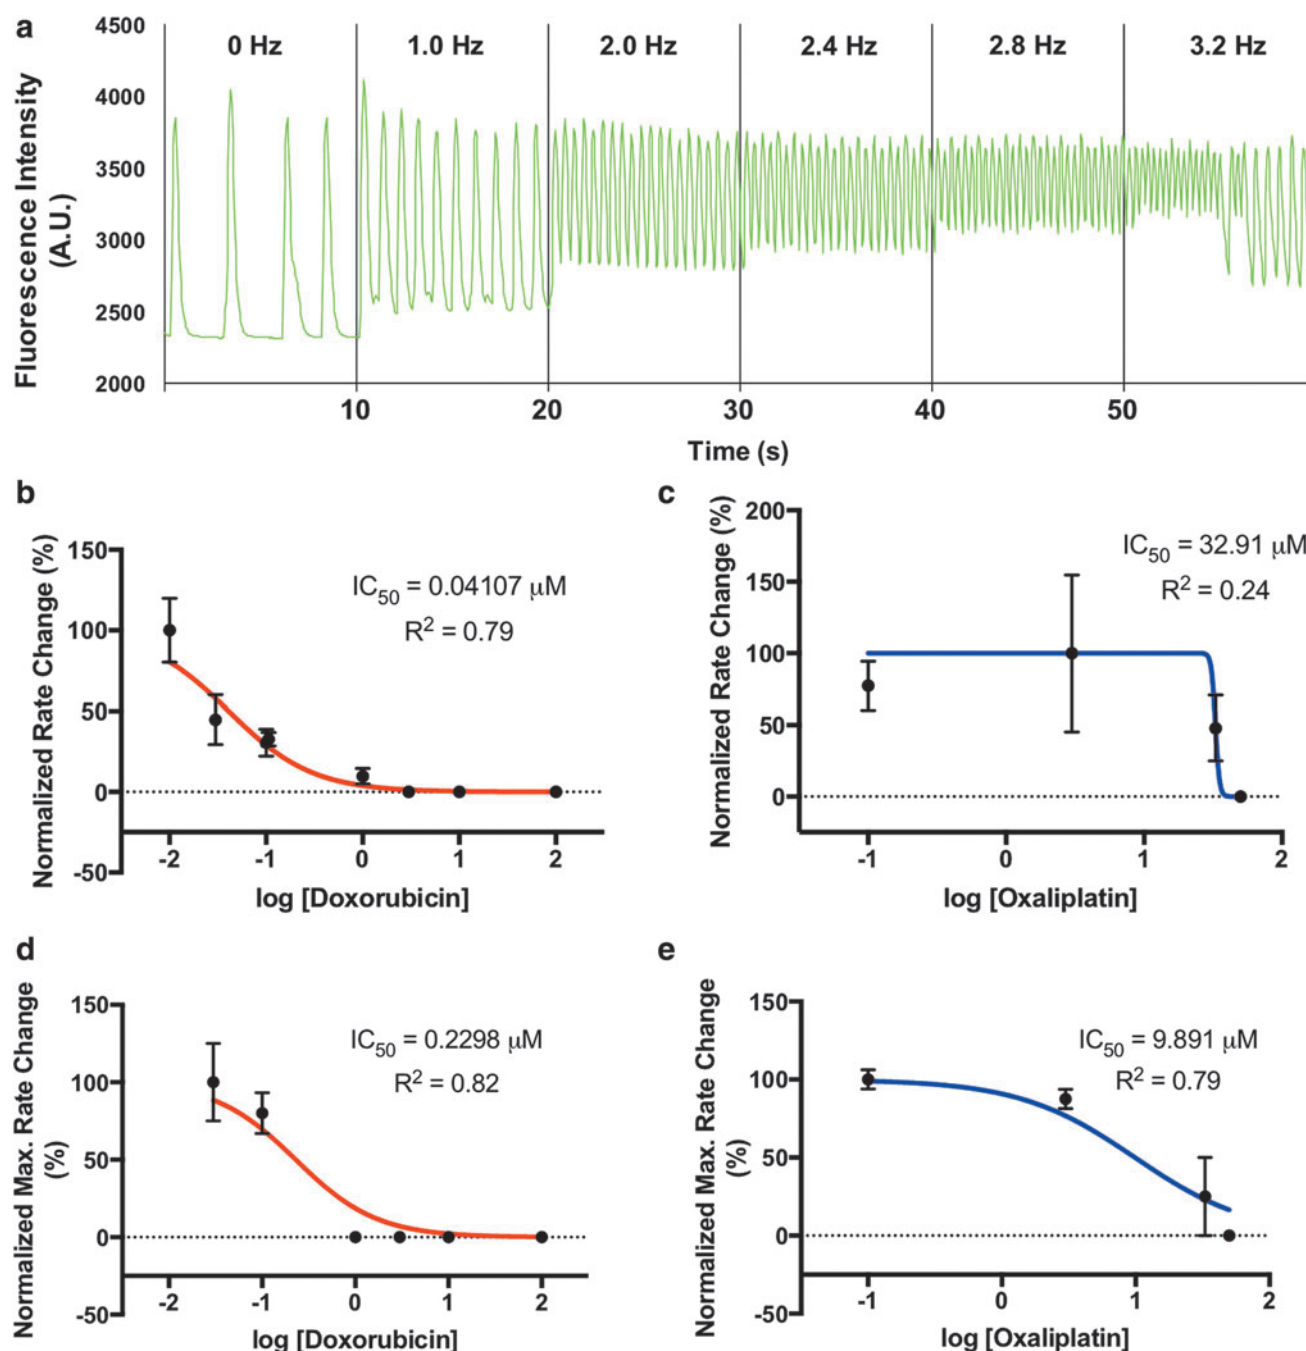 a
0 Hz 1.0 Hz 2.0 Hz 2.4 Hz 2.8 Hz 3.2 Hz
Fluorescence Intensity
(A.U.)
4500
4000
3500
3000
2500
2000
10 20 30 40 50
Time (s)
b
Normalized Rate Change (%)
150
100
50
0
-50
IC50 = 0.04107 μM
R2 = 0.79
-2 -1 0 1 2
log [Doxorubicin]
c
Normalized Rate Change (%)
200
150
100
50
0
IC50 = 32.91 μM
R2 = 0.24
-1 0 1 2
log [Oxaliplatin]
d
Normalized Max. Rate Change
(%)
150
100
50
0
-50
IC50 = 0.2298 μM
R2 = 0.82
-2 -1 0 1 2
log [Doxorubicin]
e
Normalized Max. Rate Change
(%)
150
100
50
0
-50
IC50 = 9.891 μM
R2 = 0.79
-1 0 1 2
log [Oxaliplatin]